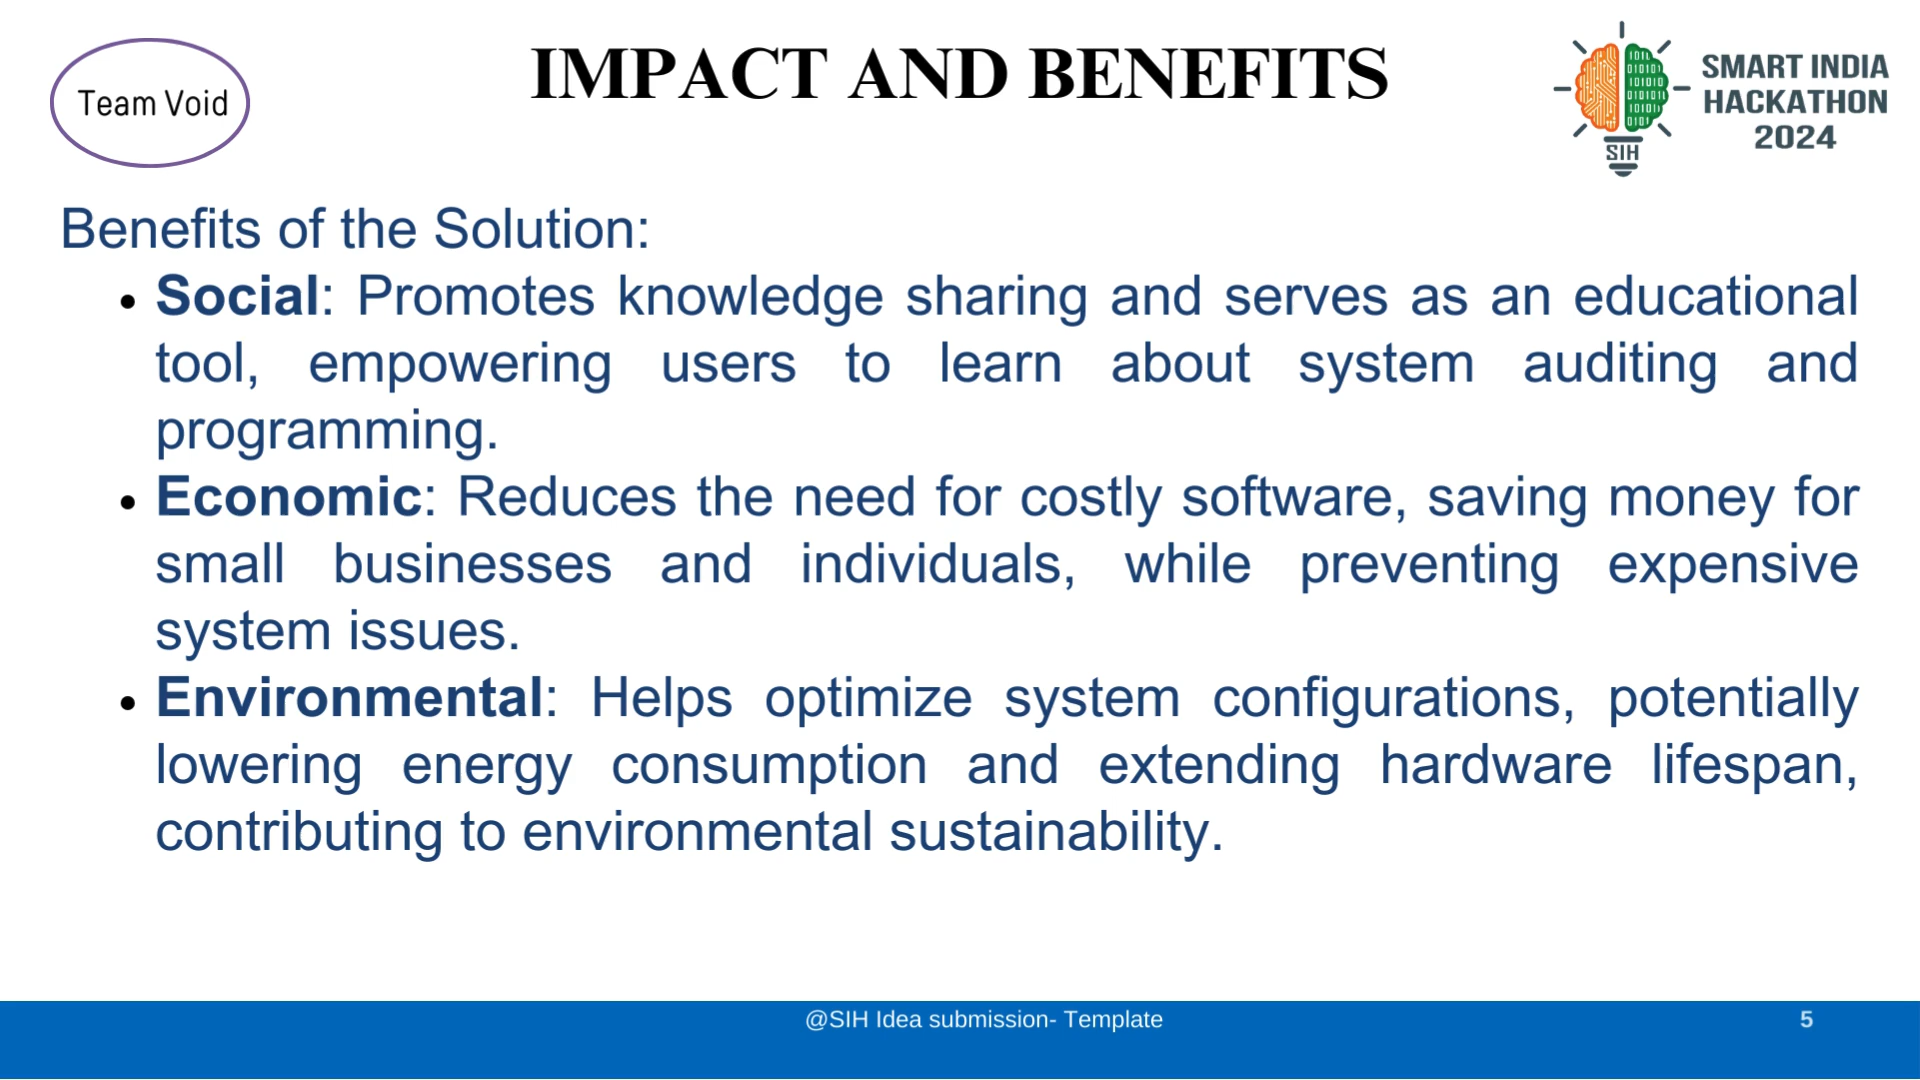 Team Void
IMPACT AND BENEFITS
SMART INDIA
HACKATHON
2024
SIH
Benefits of the Solution:
• Social: Promotes knowledge sharing and serves as an educational
tool, empowering users to learn about system auditing and
programming.
• Economic: Reduces the need for costly software, saving money for
small businesses and individuals, while preventing expensive
system issues.
• Environmental: Helps optimize system configurations, potentially
lowering energy consumption and extending hardware lifespan,
contributing to environmental sustainability.
@SIH Idea submission- Template
5